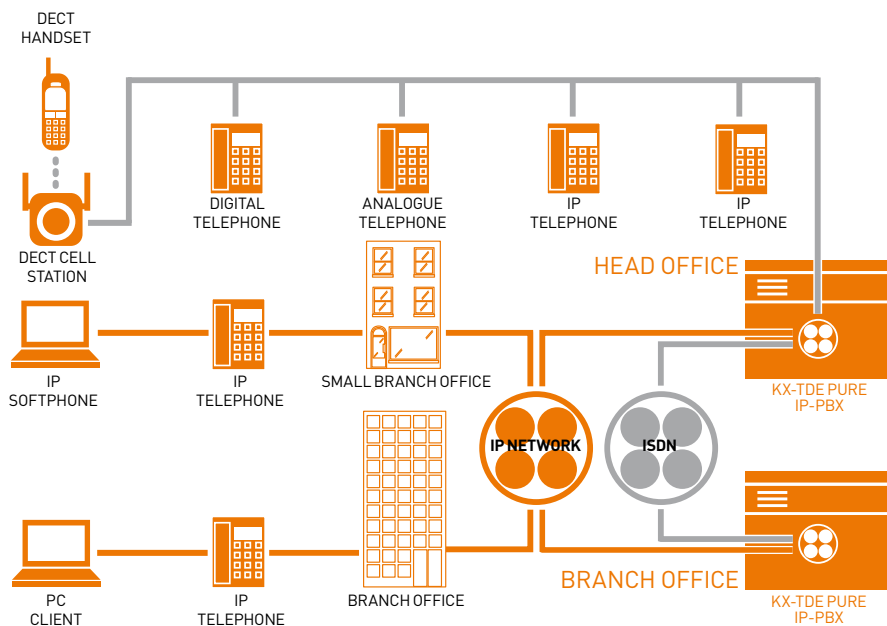 DECT
HANDSET
DIGITAL
TELEPHONE
ANALOGUE
TELEPHONE
IP
TELEPHONE
IP
TELEPHONE
DECT CELL
STATION
HEAD OFFICE
IP
SOFTPHONE
IP
TELEPHONE
SMALL BRANCH OFFICE
KX-TDE PURE
IP-PBX
IP NETWORK
ISDN
BRANCH OFFICE
PC
CLIENT
IP
TELEPHONE
BRANCH OFFICE
KX-TDE PURE
IP-PBX